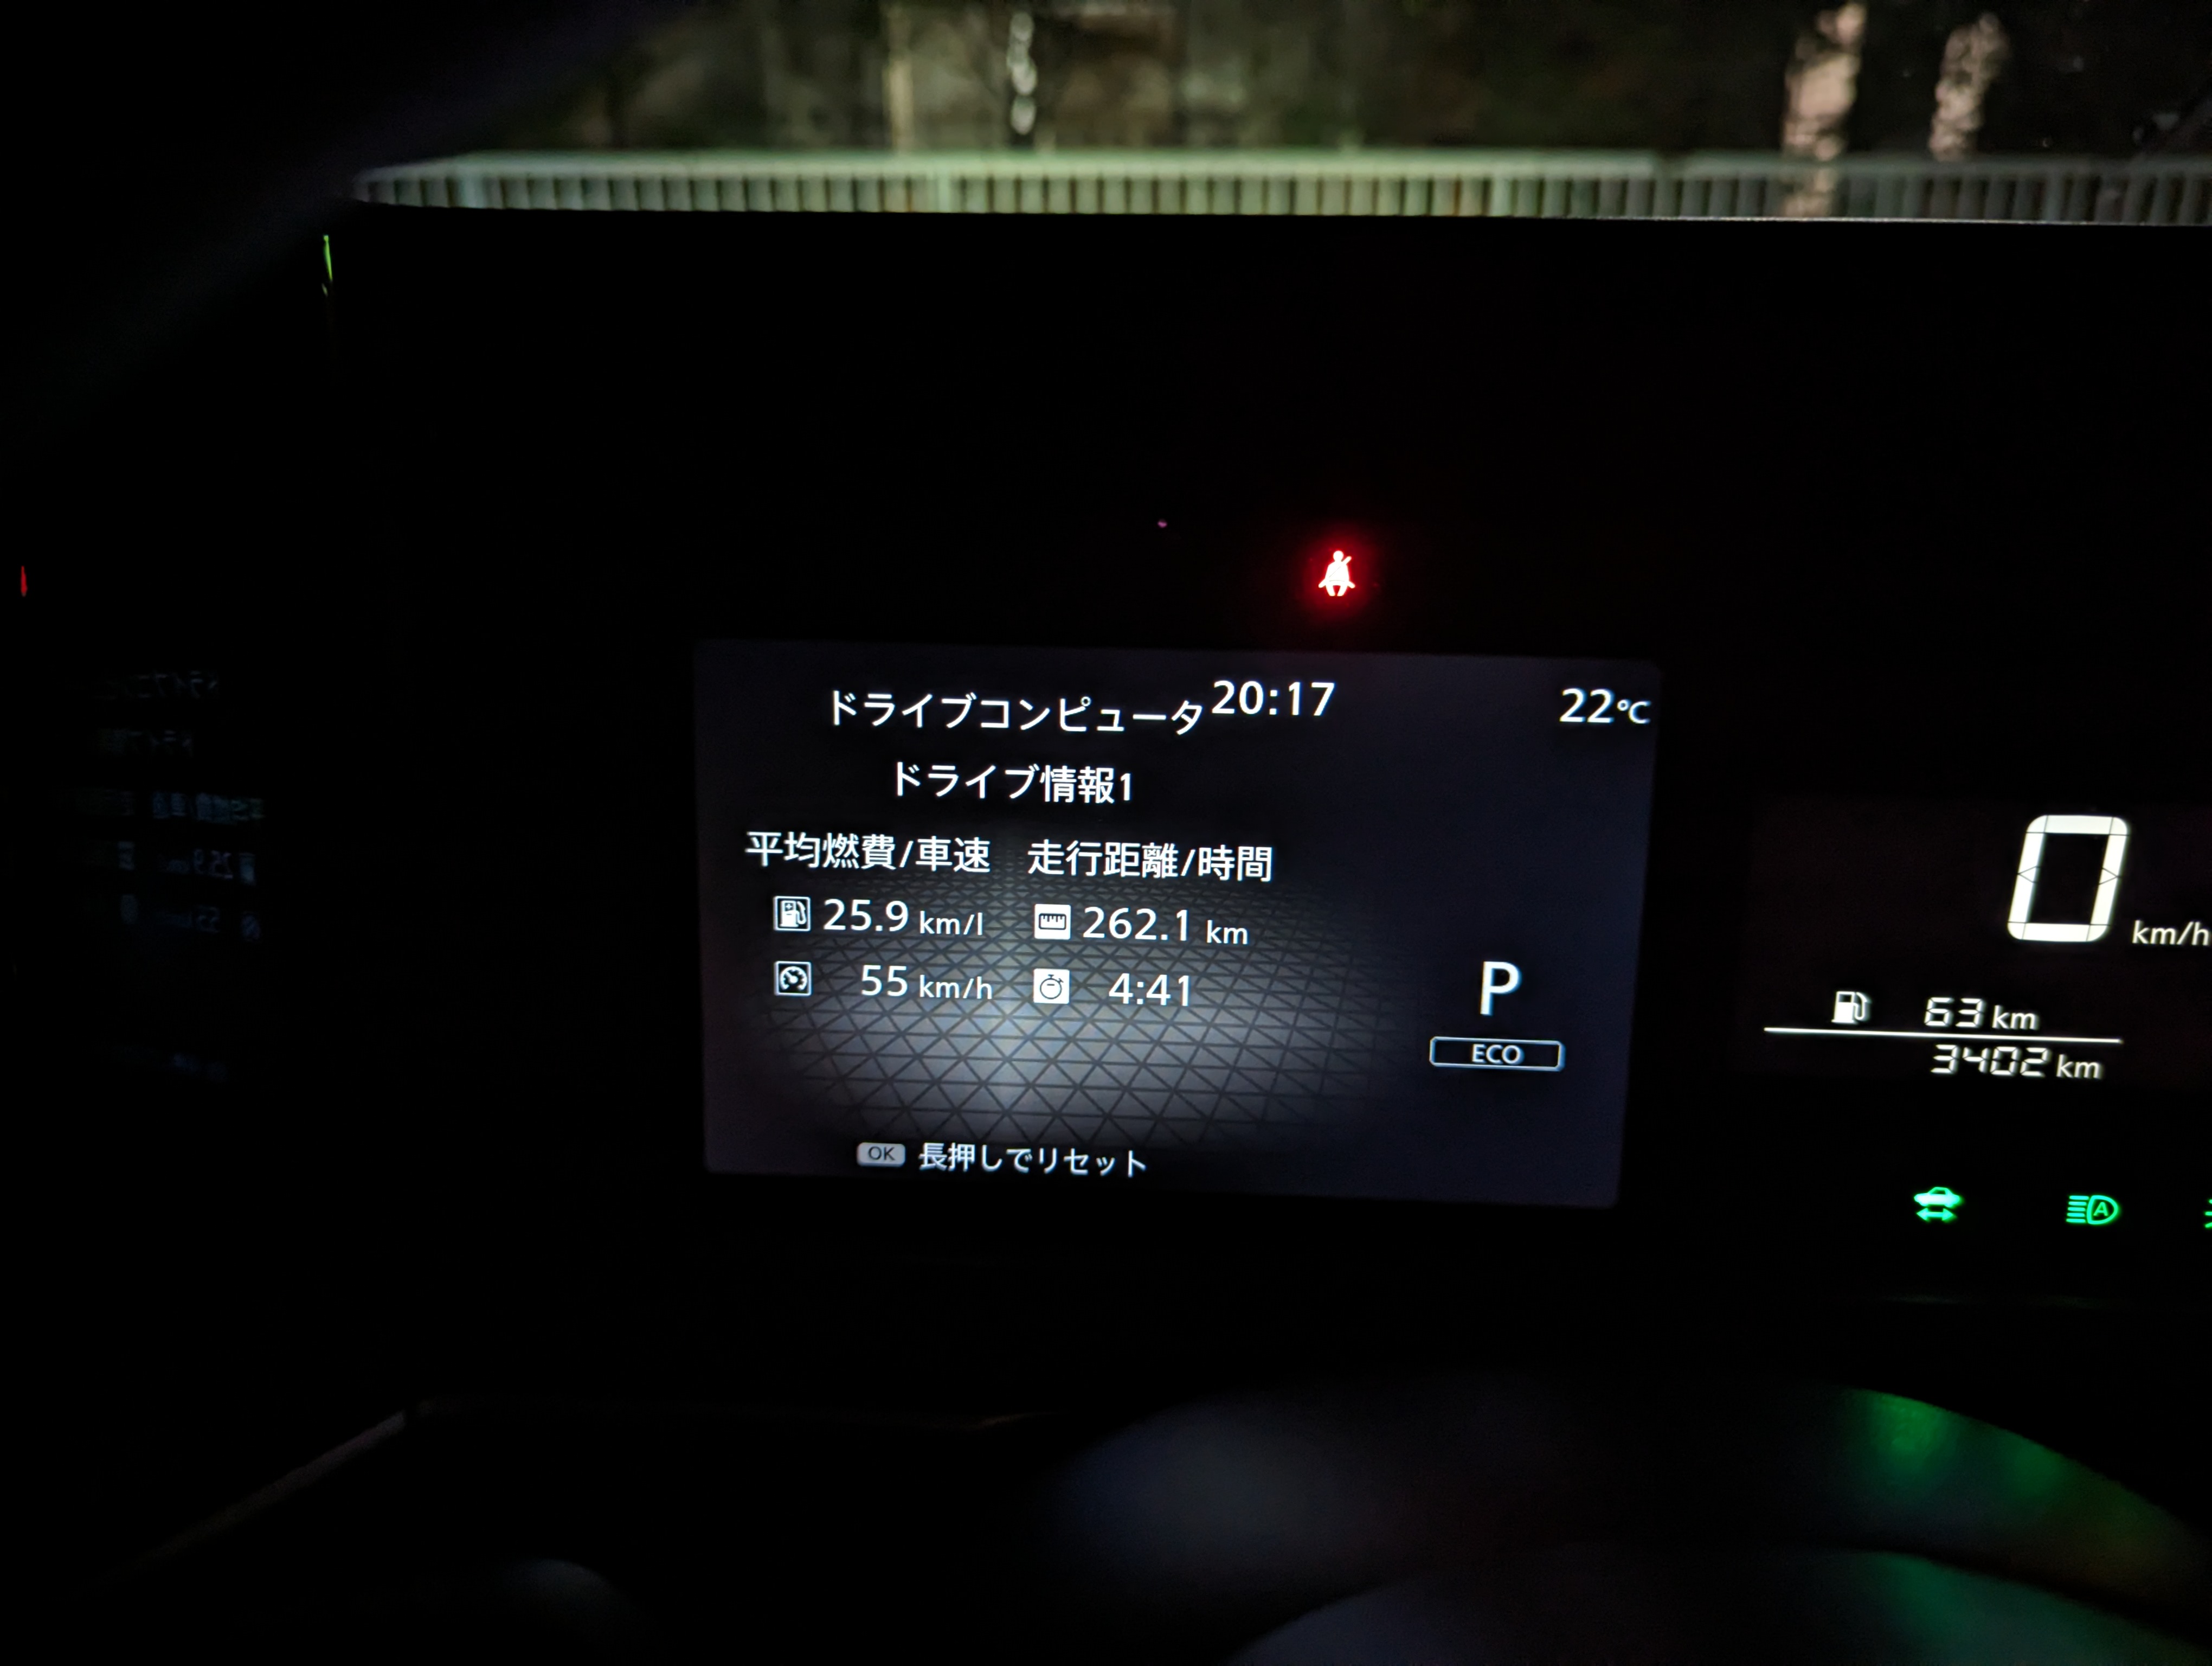 ドライブコンピュータ 20:17 22℃
ドライブ情報1
平均燃費/車速 走行距離/時間
25.9 km/l 262.1 km
55 km/h 4:41
P
ECO
OK 長押しでリセット
0 km/h
63 km
3402 km
A